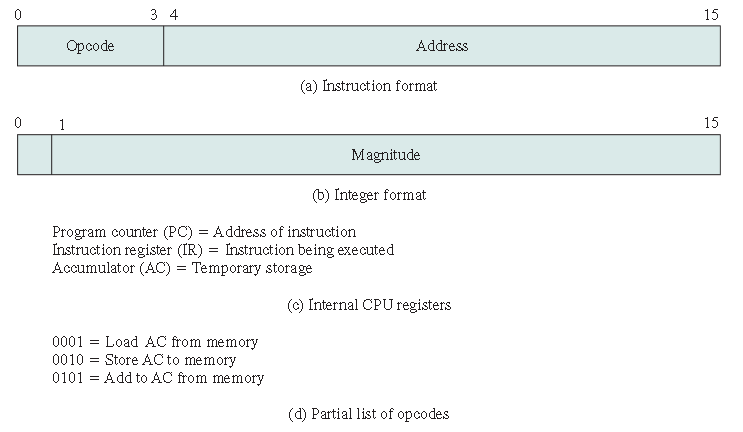 0 3 4 15
Opcode Address
(a) Instruction format
0 1 15
Magnitude
(b) Integer format
Program counter (PC) = Address of instruction
Instruction register (IR) = Instruction being executed
Accumulator (AC) = Temporary storage
(c) Internal CPU registers
0001 = Load AC from memory
0010 = Store AC to memory
0101 = Add to AC from memory
(d) Partial list of opcodes